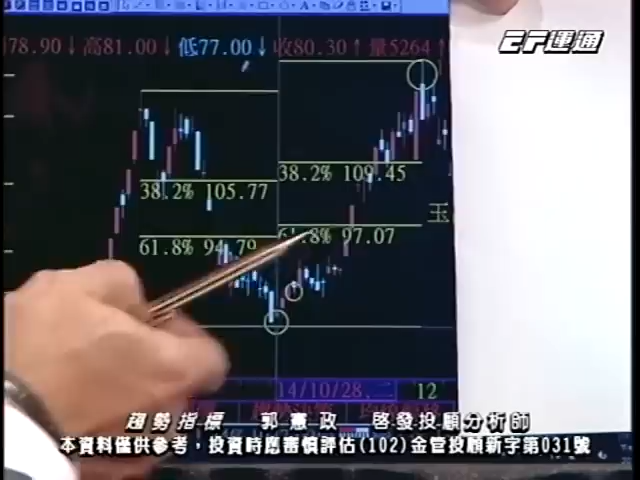 78.90↓高81.00↓低77.00↓收80.30↑量5264↑
EF運通
38.2% 109.45
38.2% 105.77
玉
61.8% 97.07
61.8% 94.79
14/10/28,二
12
趨勢指標 郭憲政 啓發投顧分析師
本資料僅供參考，投資時應審慎評估(102)金管投顧新字第031號